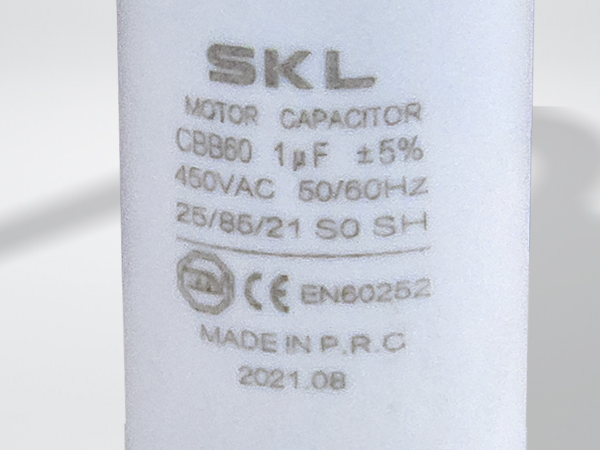 SKL
MOTOR CAPACITOR
CBB60 1µF ±5%
450VAC 50/60HZ
25/85/21 S0 SH
CE EN60252
MADE IN P.R.C
2021.08